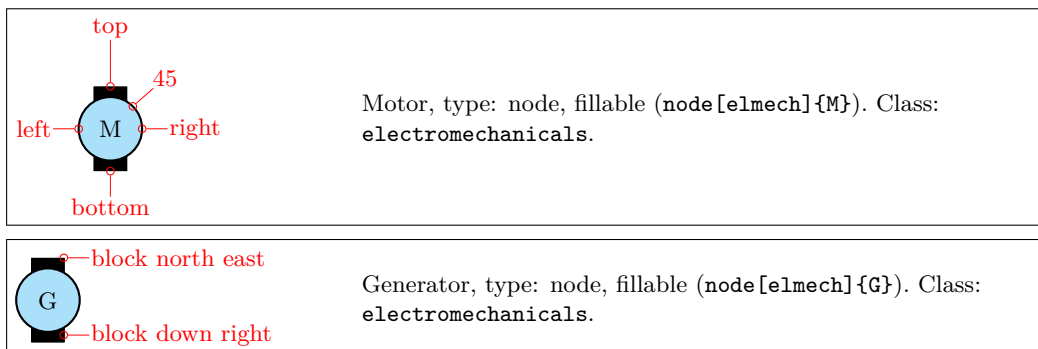 top
45
left
M
right
bottom
Motor, type: node, fillable (node[elmech]{M}). Class:
electromechanicals.
block north east
G
block down right
Generator, type: node, fillable (node[elmech]{G}). Class:
electromechanicals.